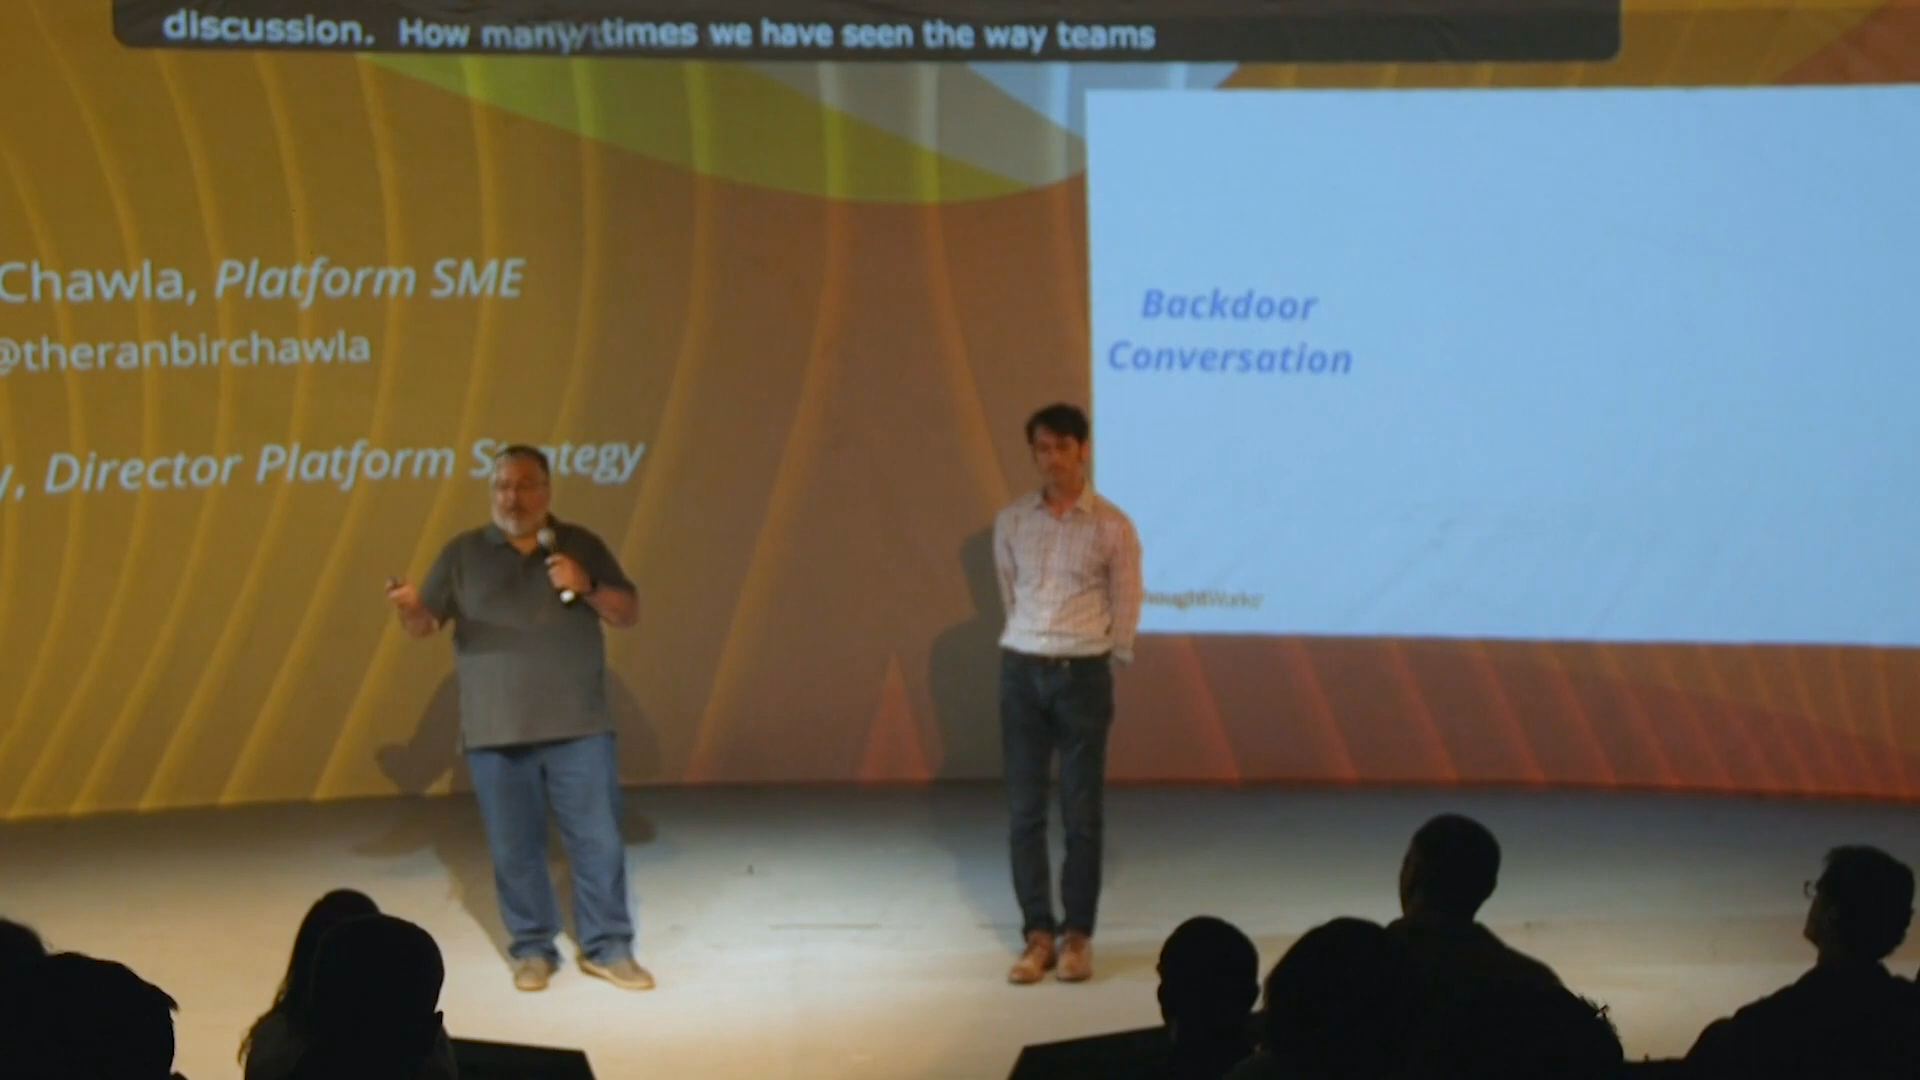 discussion. How many times we have seen the way teams
Chawla, Platform SME
@theranbirchawla
y, Director Platform Strategy
Backdoor
Conversation
houghtWorks